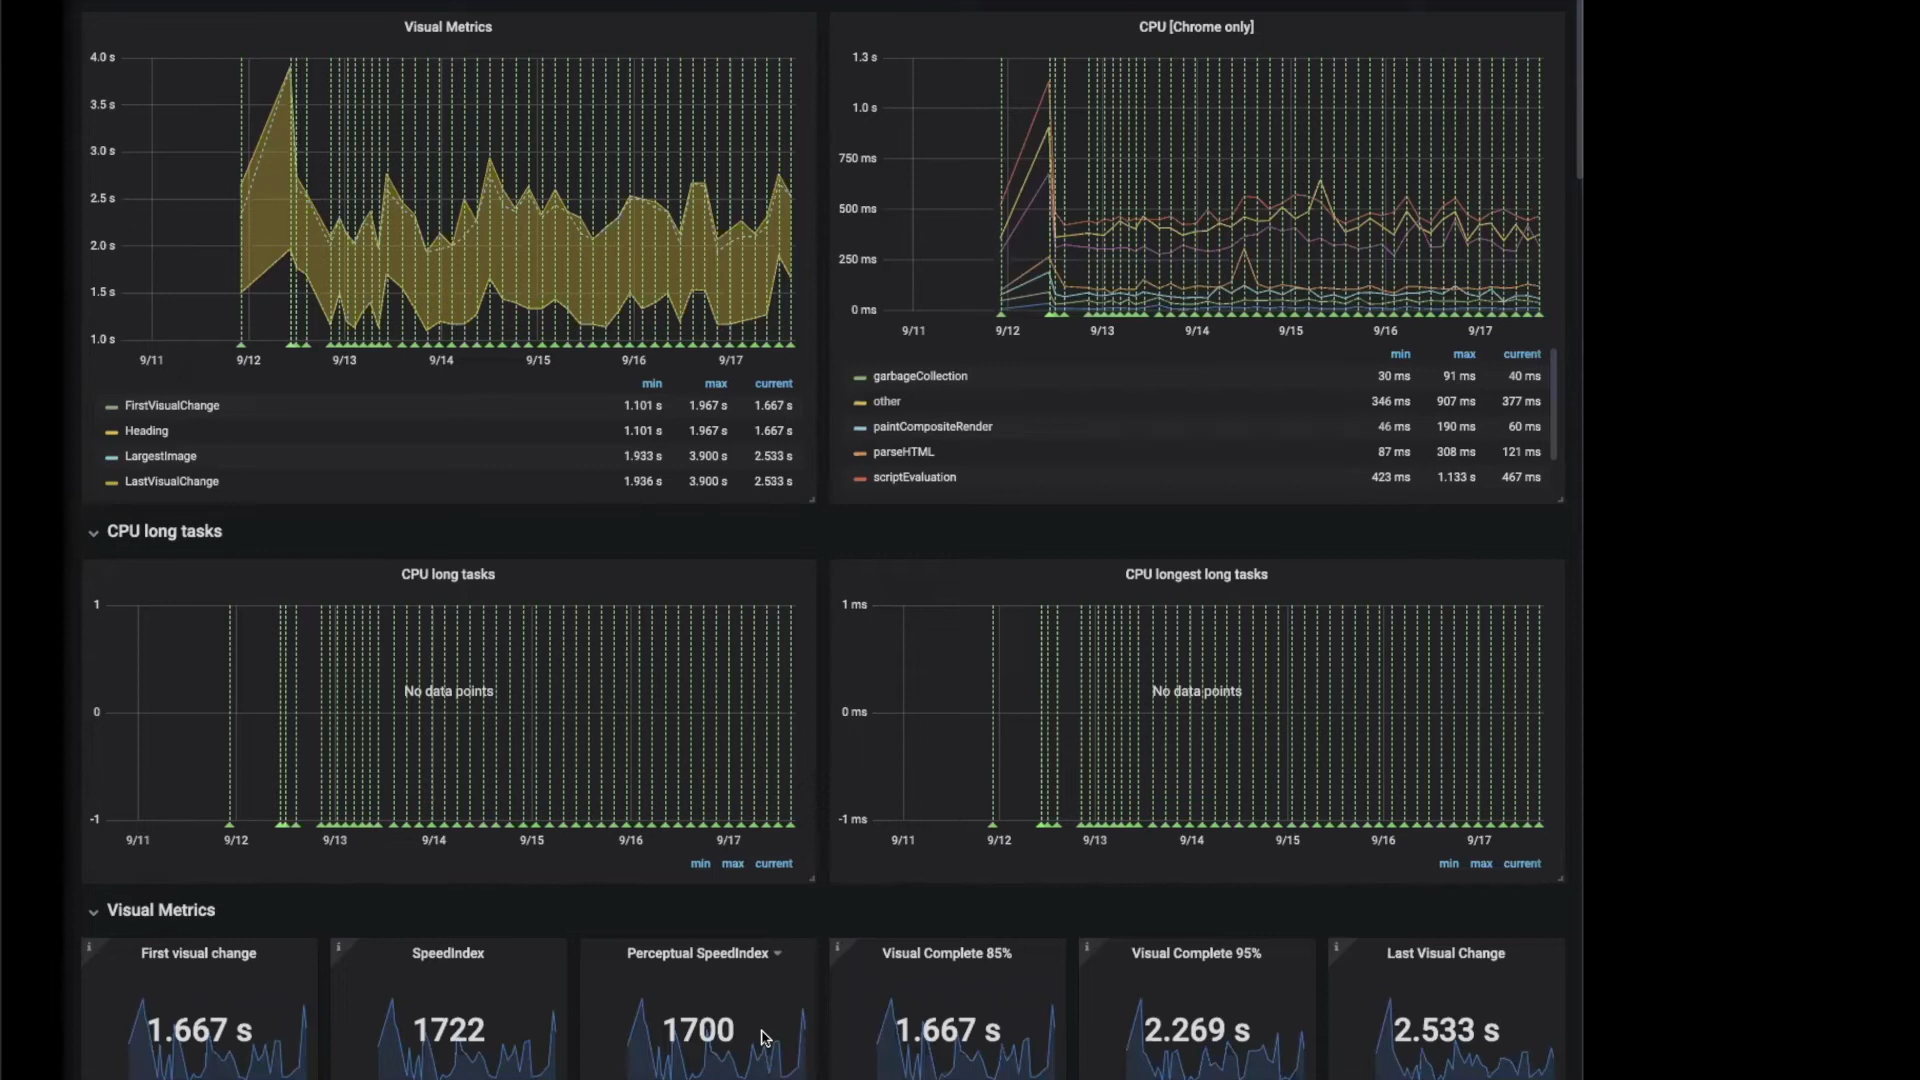 Visual Metrics
4.0 s
3.5 s
3.0 s
2.5 s
2.0 s
1.5 s
1.0 s
9/11 9/12 9/13 9/14 9/15 9/16 9/17
min max current
FirstVisualChange 1.101 s 1.967 s 1.667 s
Heading 1.101 s 1.967 s 1.667 s
LargestImage 1.933 s 3.900 s 2.533 s
LastVisualChange 1.936 s 3.900 s 2.533 s
CPU [Chrome only]
1.3 s
1.0 s
750 ms
500 ms
250 ms
0 ms
9/11 9/12 9/13 9/14 9/15 9/16 9/17
min max current
garbageCollection 30 ms 91 ms 40 ms
other 346 ms 907 ms 377 ms
paintCompositeRender 46 ms 190 ms 60 ms
parseHTML 87 ms 308 ms 121 ms
scriptEvaluation 423 ms 1.133 s 467 ms
CPU long tasks
CPU long tasks
1
No data points
0
-1
9/11 9/12 9/13 9/14 9/15 9/16 9/17
min max current
CPU longest long tasks
1 ms
No data points
0 ms
-1 ms
9/11 9/12 9/13 9/14 9/15 9/16 9/17
min max current
Visual Metrics
First visual change
1.667 s
SpeedIndex
1722
Perceptual SpeedIndex
1700
Visual Complete 85%
1.667 s
Visual Complete 95%
2.269 s
Last Visual Change
2.533 s